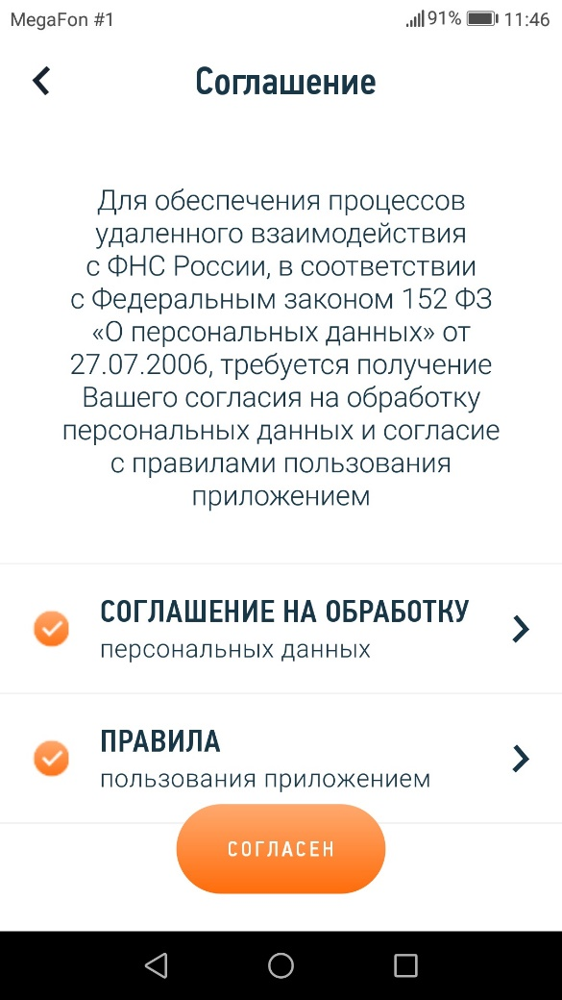 MegaFon #1 91% 11:46
Соглашение
Для обеспечения процессов
удаленного взаимодействия
с ФНС России, в соответствии
с Федеральным законом 152 ФЗ
«О персональных данных» от
27.07.2006, требуется получение
Вашего согласия на обработку
персональных данных и согласие
с правилами пользования
приложением
СОГЛАШЕНИЕ НА ОБРАБОТКУ
персональных данных
ПРАВИЛА
пользования приложением
СОГЛАСЕН